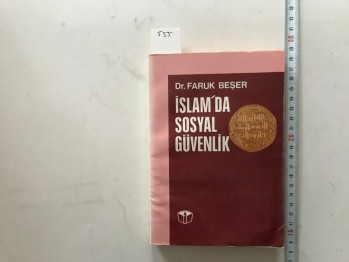 535
Dr. FARUK BEŞER
İSLAM'DA
SOSYAL
GÜVENLİK